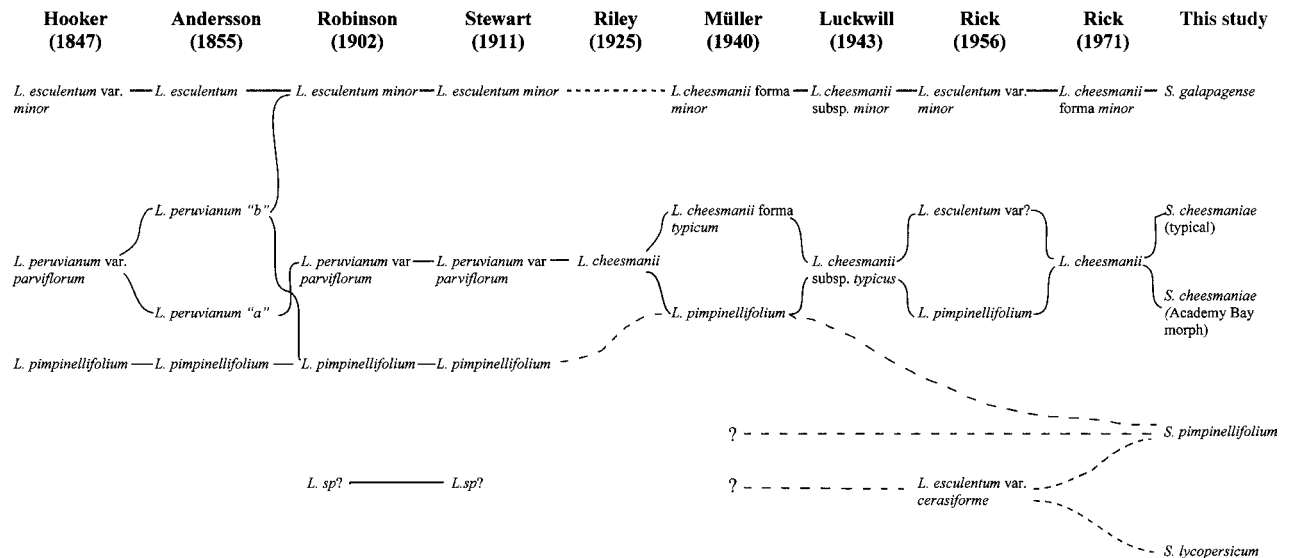 Hooker Andersson Robinson Stewart Riley Müller Luckwill Rick Rick This study
(1847) (1855) (1902) (1911) (1925) (1940) (1943) (1956) (1971)
L. esculentum var. L. esculentum L. esculentum minor L. esculentum minor L.cheesmanii forma L. cheesmanii L. esculentum var. L. cheesmanii S. galapagense
minor minor subsp. minor minor forma minor
L. peruvianum "b" L. cheesmanii forma L. esculentum var? S. cheesmaniae
typicum (typical)
L. peruvianum var. L. peruvianum var L. peruvianum var L. cheesmanii L. cheesmanii L. cheesmanii
parviflorum parviflorum parviflorum subsp. typicus
S. cheesmaniae
L. peruvianum "a" L. pimpinellifolium L. pimpinellifolium (Academy Bay
morph)
L. pimpinellifolium L. pimpinellifolium L. pimpinellifolium L. pimpinellifolium
? S. pimpinellifolium
L. sp? L.sp? ? L. esculentum var.
cerasiforme
S. lycopersicum